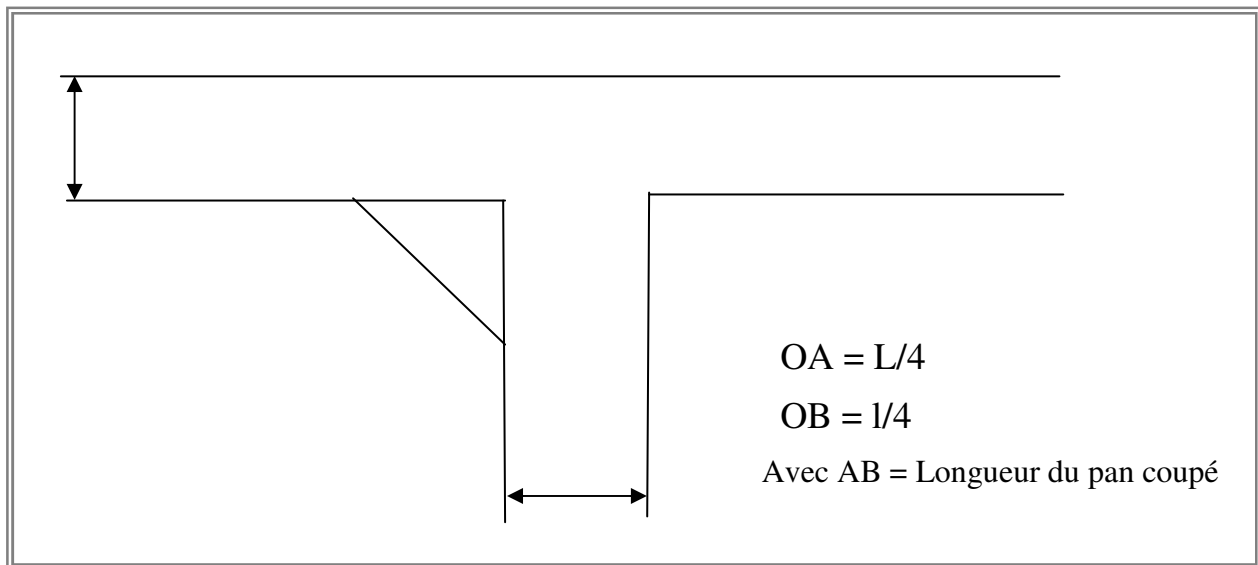 OA = L/4
OB = l/4
Avec AB = Longueur du pan coupé